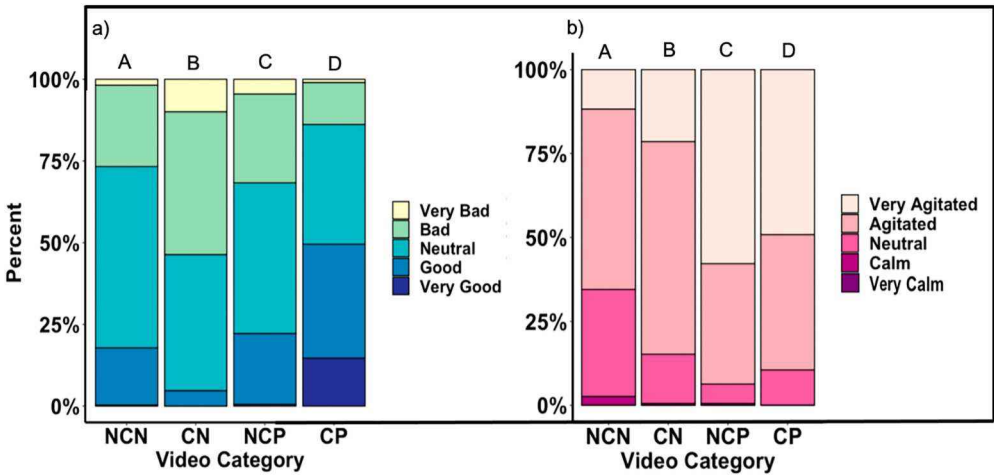 a)
A B C D
100%
75%
50%
25%
0%
Percent
Very Bad
Bad
Neutral
Good
Very Good
NCN CN NCP CP
Video Category
b)
A B C D
100%
75%
50%
25%
0%
Very Agitated
Agitated
Neutral
Calm
Very Calm
NCN CN NCP CP
Video Category